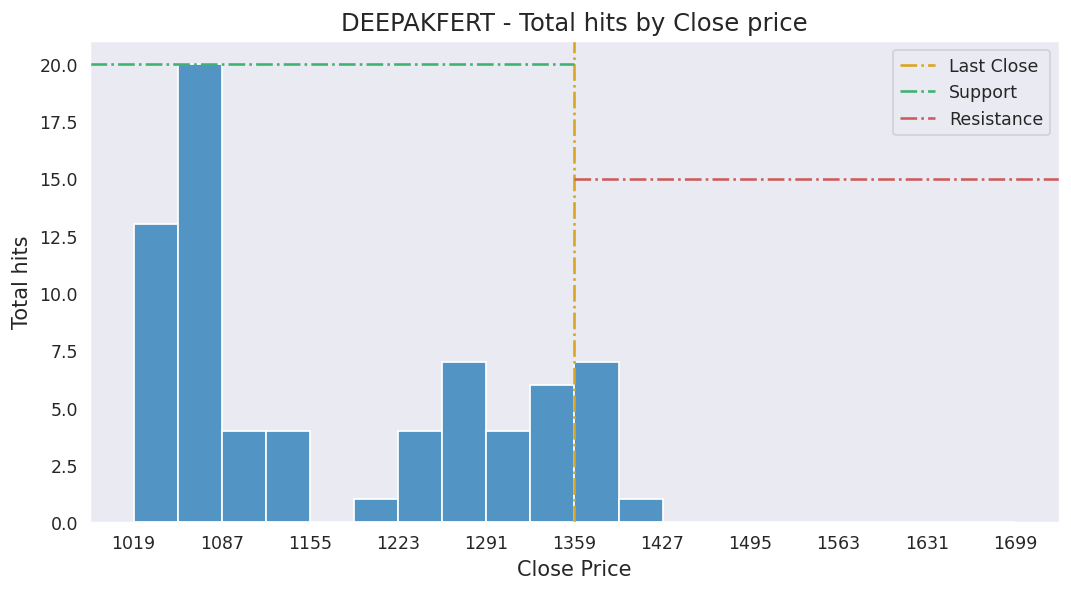 DEEPAKFERT - Total hits by Close price
Last Close
Support
Resistance
Total hits
20.0
17.5
15.0
12.5
10.0
7.5
5.0
2.5
0.0
1019 1087 1155 1223 1291 1359 1427 1495 1563 1631 1699
Close Price